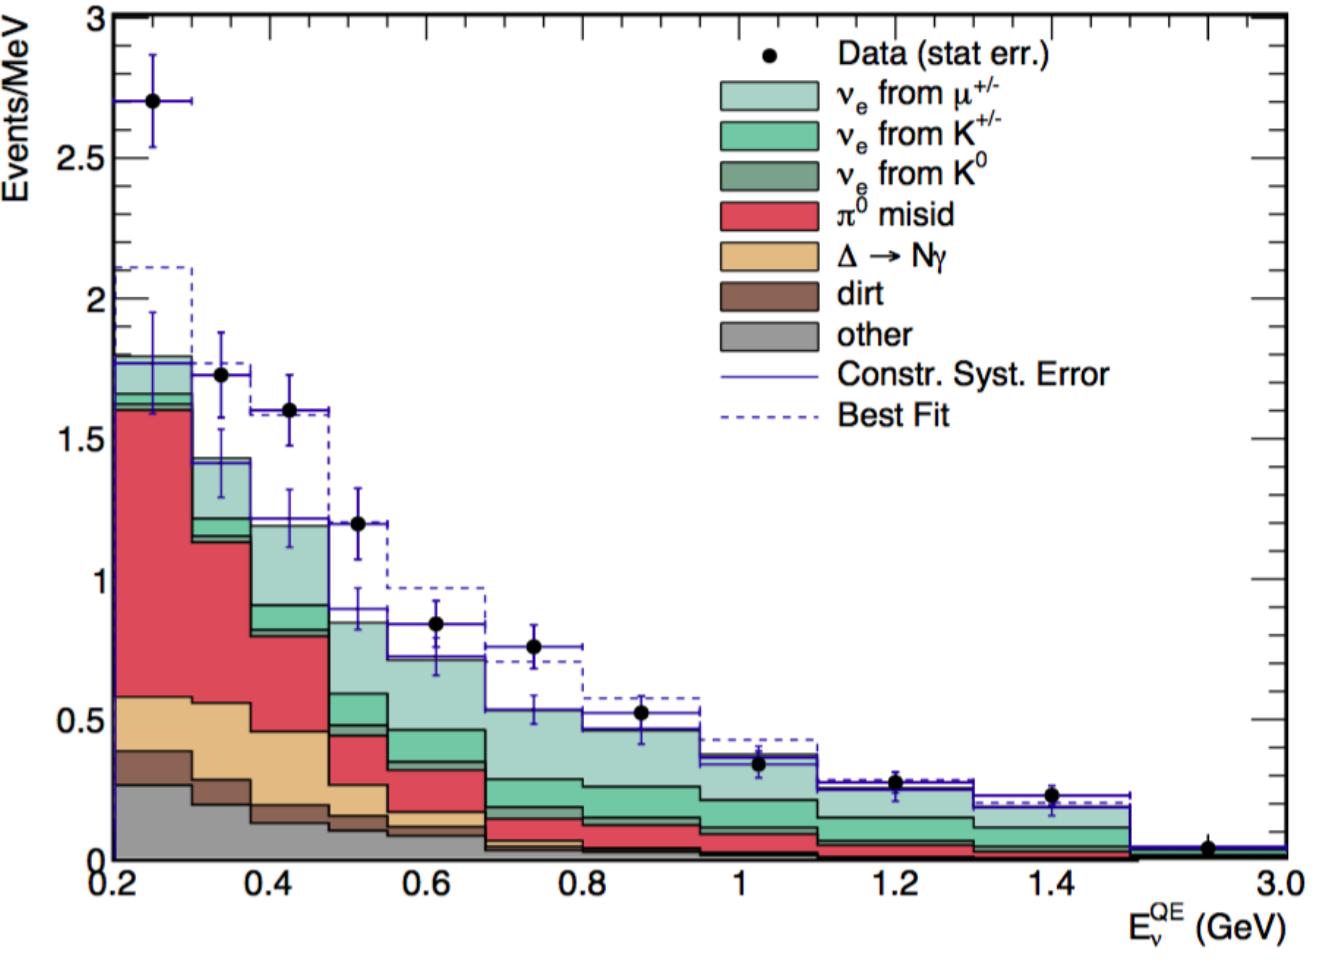 Events/MeV
3
2.5
2
1.5
1
0.5
0
Data (stat err.)
νe from μ+/-
νe from K+/-
νe from K0
π0 misid
Δ → Nγ
dirt
other
Constr. Syst. Error
Best Fit
0.2 0.4 0.6 0.8 1 1.2 1.4 3.0
EνQE (GeV)